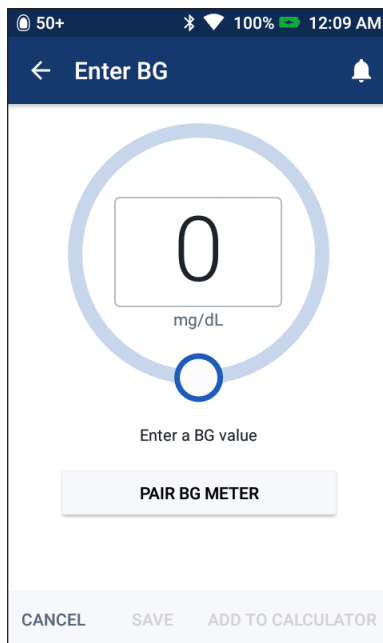 50+ 100% 12:09 AM
Enter BG
0
mg/dL
Enter a BG value
PAIR BG METER
CANCEL SAVE ADD TO CALCULATOR